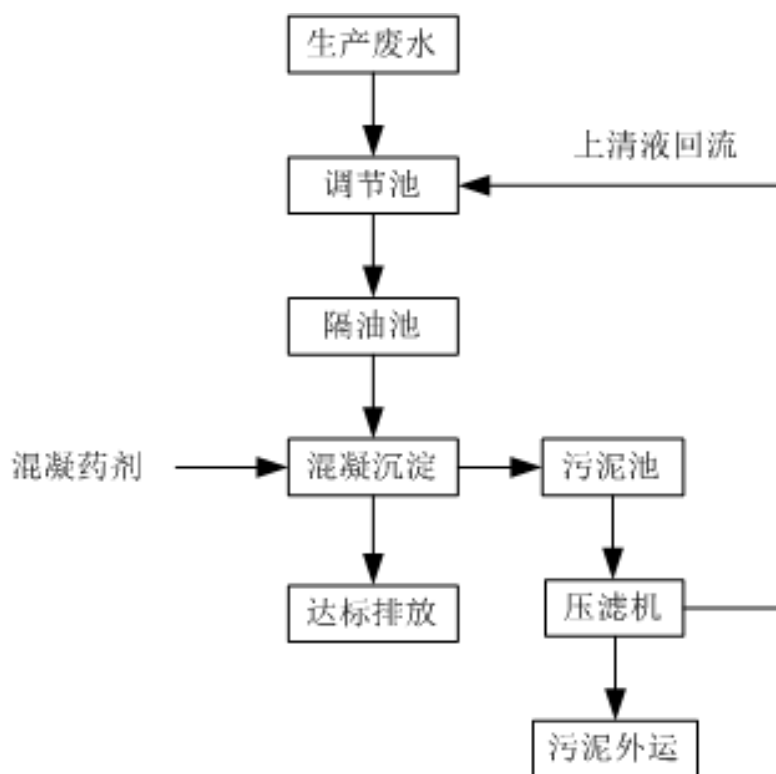 生产废水
上清液回流
调节池
隔油池
混凝药剂
混凝沉淀
污泥池
达标排放
压滤机
污泥外运